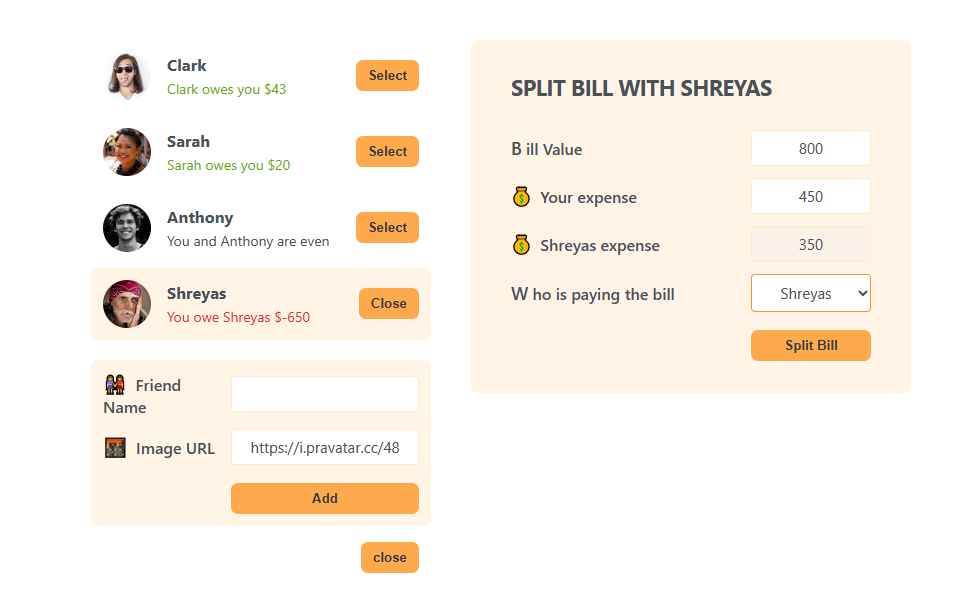 Clark
Clark owes you $43
Select
Sarah
Sarah owes you $20
Select
Anthony
You and Anthony are even
Select
Shreyas
You owe Shreyas $-650
Close
Friend
Name
Image URL
https://i.pravatar.cc/48
Add
close
SPLIT BILL WITH SHREYAS
B ill Value
800
Your expense
450
Shreyas expense
350
W ho is paying the bill
Shreyas
Split Bill